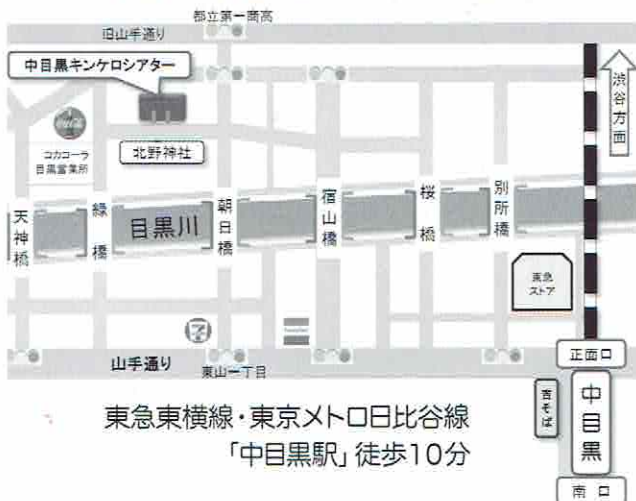 都立第一商高
旧山手通り
中目黒キンケロシアター
渋谷方面
コカコーラ
目黒営業所
北野神社
天神橋
緑橋
目黒川
朝日橋
宿山橋
桜橋
別所橋
東急
ストア
山手通り
東山一丁目
正面口
吉そば
中目黒
南口
東急東横線・東京メトロ日比谷線
「中目黒駅」徒歩10分